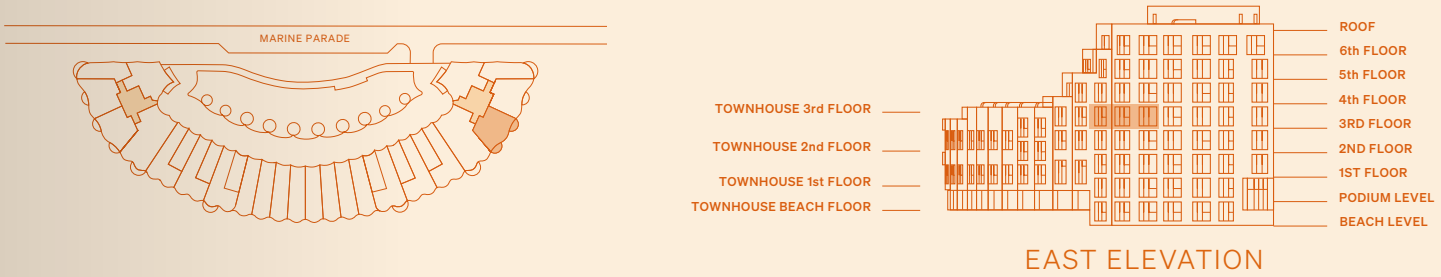 MARINE PARADE
TOWNHOUSE 3rd FLOOR
TOWNHOUSE 2nd FLOOR
TOWNHOUSE 1st FLOOR
TOWNHOUSE BEACH FLOOR
ROOF
6th FLOOR
5th FLOOR
4th FLOOR
3RD FLOOR
2ND FLOOR
1ST FLOOR
PODIUM LEVEL
BEACH LEVEL
EAST ELEVATION